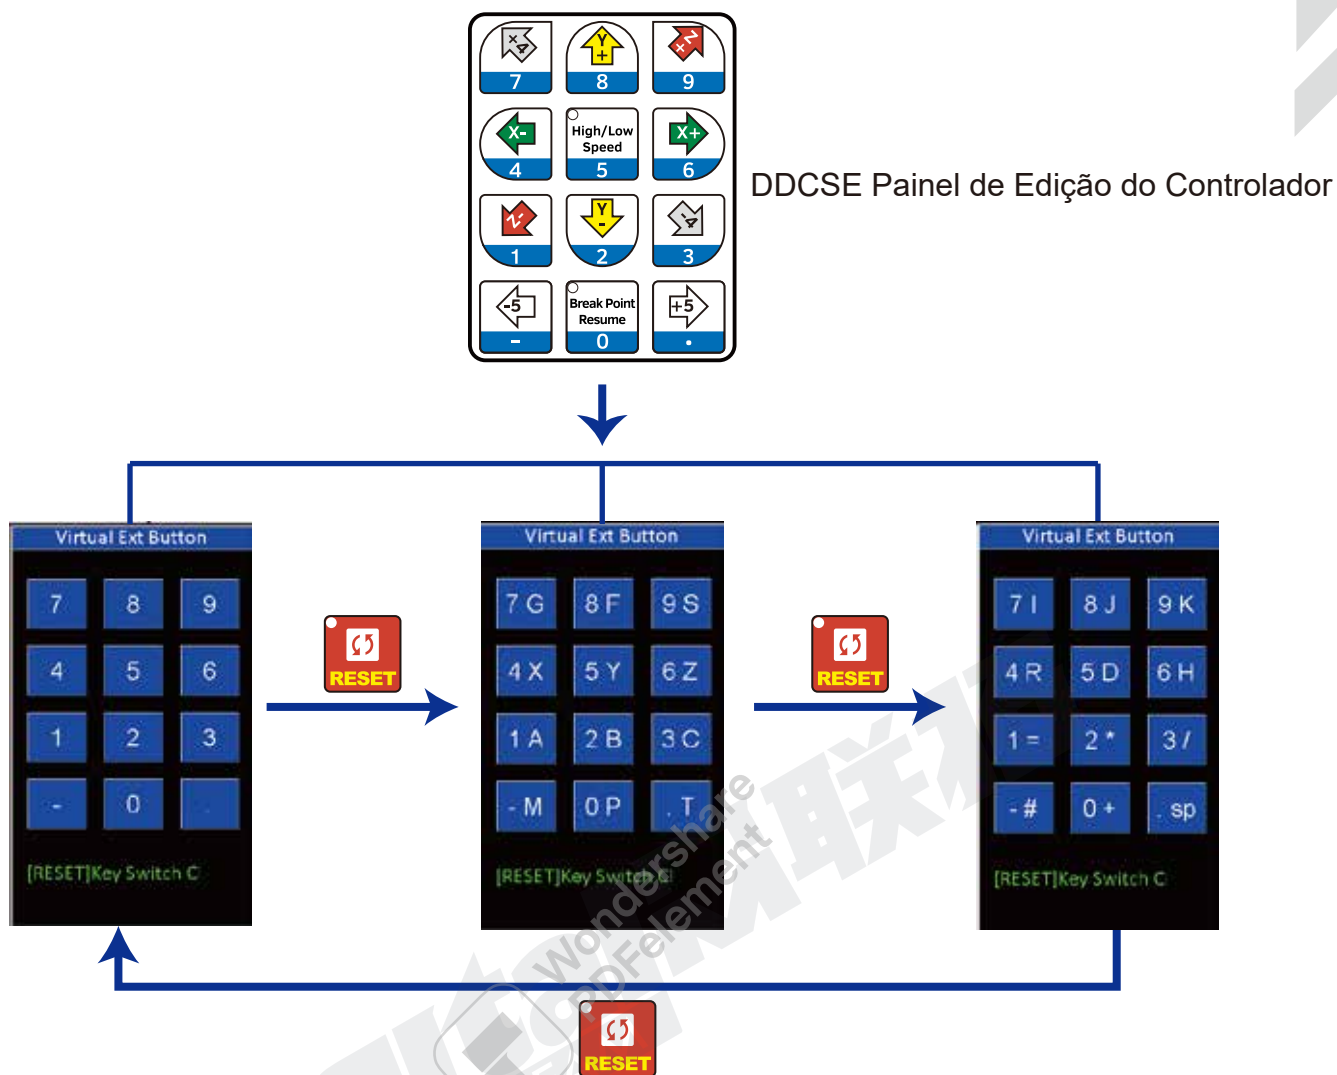 ×4 Y+ Z+
7 8 9
X- High/Low Speed X+
4 5 6
DDCSE Painel de Edição do Controlador
Z- Y- -4
1 2 3
-5 Break Point Resume +5
- 0 .
Virtual Ext Button
7 8 9
4 5 6
1 2 3
- 0 .
[RESET]Key Switch C
RESET
Virtual Ext Button
7 G 8 F 9 S
4 X 5 Y 6 Z
1 A 2 B 3 C
- M 0 P . T
[RESET]Key Switch C
RESET
Virtual Ext Button
7 I 8 J 9 K
4 R 5 D 6 H
1 = 2 * 3 /
- # 0 + . sp
[RESET]Key Switch C
RESET
Wondershare
PDFelement